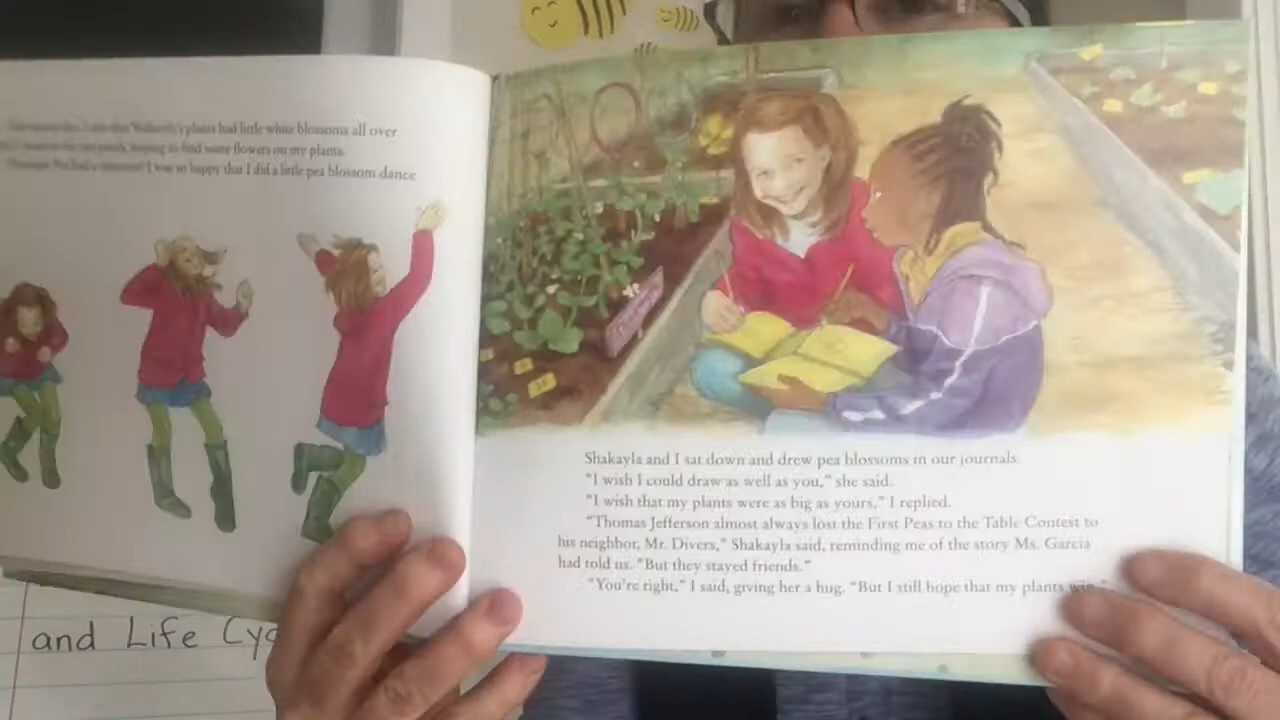 plants had little white blossoms all over
hoping to find some flowers on my plants.
I was so happy that I did a little pea blossom dance
Shakayla and I sat down and drew pea blossoms in our journals.
"I wish I could draw as well as you," she said.
"I wish that my plants were as big as yours," I replied.
"Thomas Jefferson almost always lost the First Peas to the Table Contest to
his neighbor, Mr. Divers," Shakayla said, reminding me of the story Ms. Garcia
had told us. "But they stayed friends."
"You're right," I said, giving her a hug. "But I still hope that my plants win."
and Life Cyc